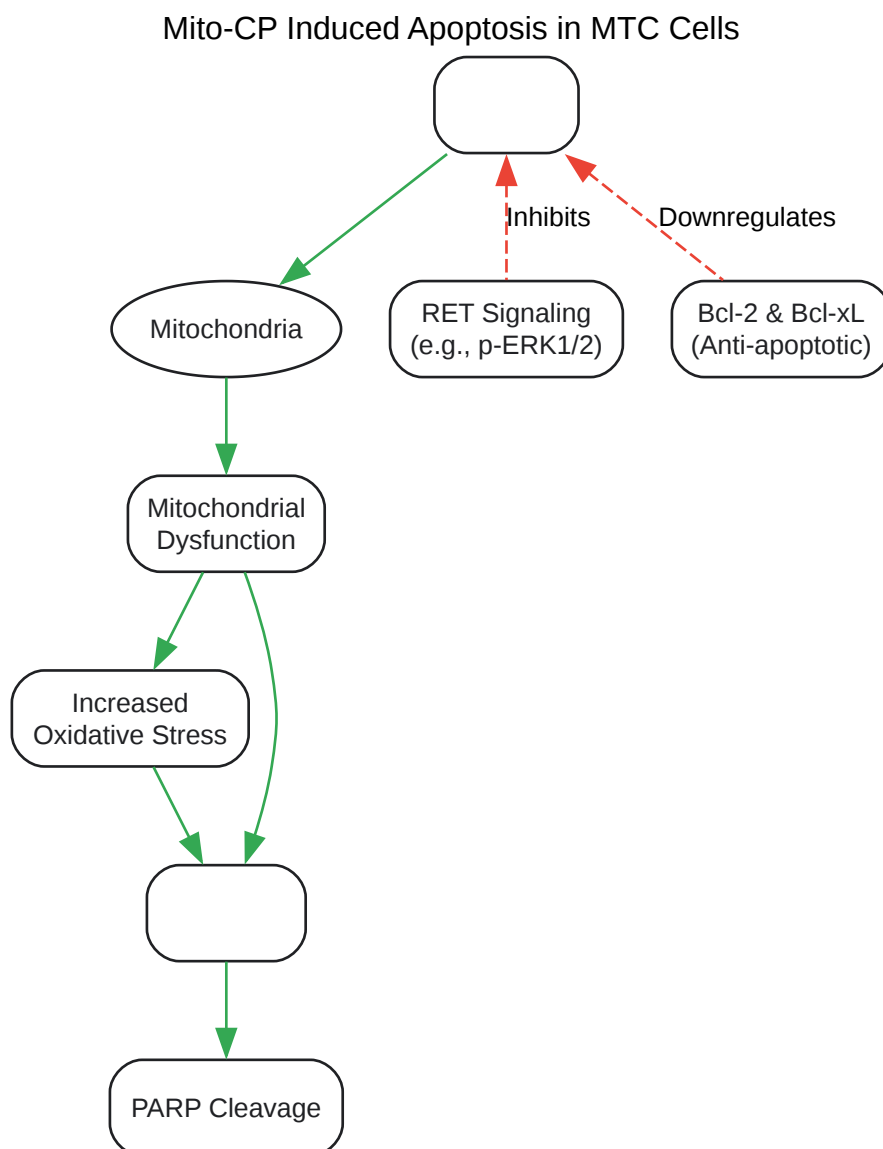 Mito-CP Induced Apoptosis in MTC Cells
Inhibits
Downregulates
Mitochondria
RET Signaling
(e.g., p-ERK1/2)
Bcl-2 & Bcl-xL
(Anti-apoptotic)
Mitochondrial
Dysfunction
Increased
Oxidative Stress
PARP Cleavage